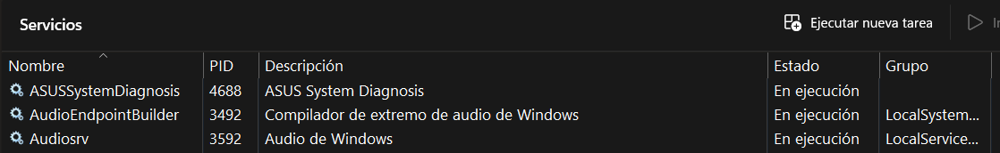 Servicios
Ejecutar nueva tarea
Nombre PID Descripción Estado Grupo
ASUSSystemDiagnosis 4688 ASUS System Diagnosis En ejecución
AudioEndpointBuilder 3492 Compilador de extremo de audio de Windows En ejecución LocalSystem...
Audiosrv 3592 Audio de Windows En ejecución LocalService...